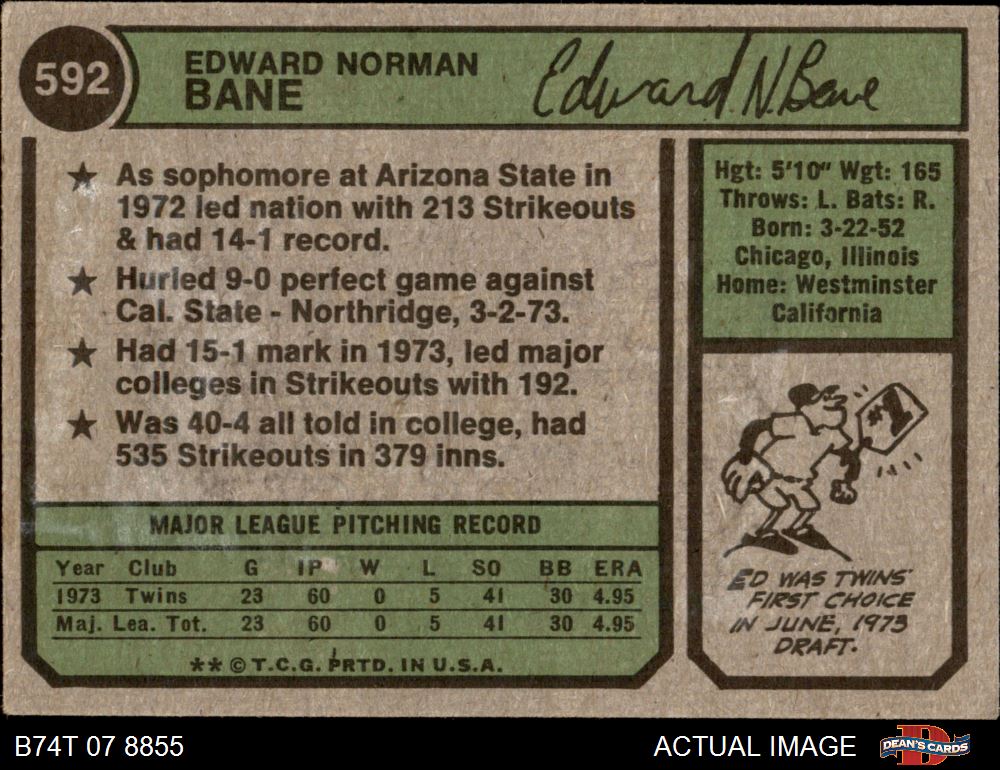 592
EDWARD NORMAN
BANE
Edward N. Bane
★ As sophomore at Arizona State in
1972 led nation with 213 Strikeouts
& had 14-1 record.
★ Hurled 9-0 perfect game against
Cal. State - Northridge, 3-2-73.
★ Had 15-1 mark in 1973, led major
colleges in Strikeouts with 192.
★ Was 40-4 all told in college, had
535 Strikeouts in 379 inns.
MAJOR LEAGUE PITCHING RECORD
Year Club G IP W L SO BB ERA
1973 Twins 23 60 0 5 41 30 4.95
Maj. Lea. Tot. 23 60 0 5 41 30 4.95
** © T.C.G. PRTD. IN U.S.A.
Hgt: 5'10" Wgt: 165
Throws: L. Bats: R.
Born: 3-22-52
Chicago, Illinois
Home: Westminster
California
#1
ED WAS TWINS'
FIRST CHOICE
IN JUNE, 1973
DRAFT.
B74T 07 8855
ACTUAL IMAGE
DEAN'S CARDS